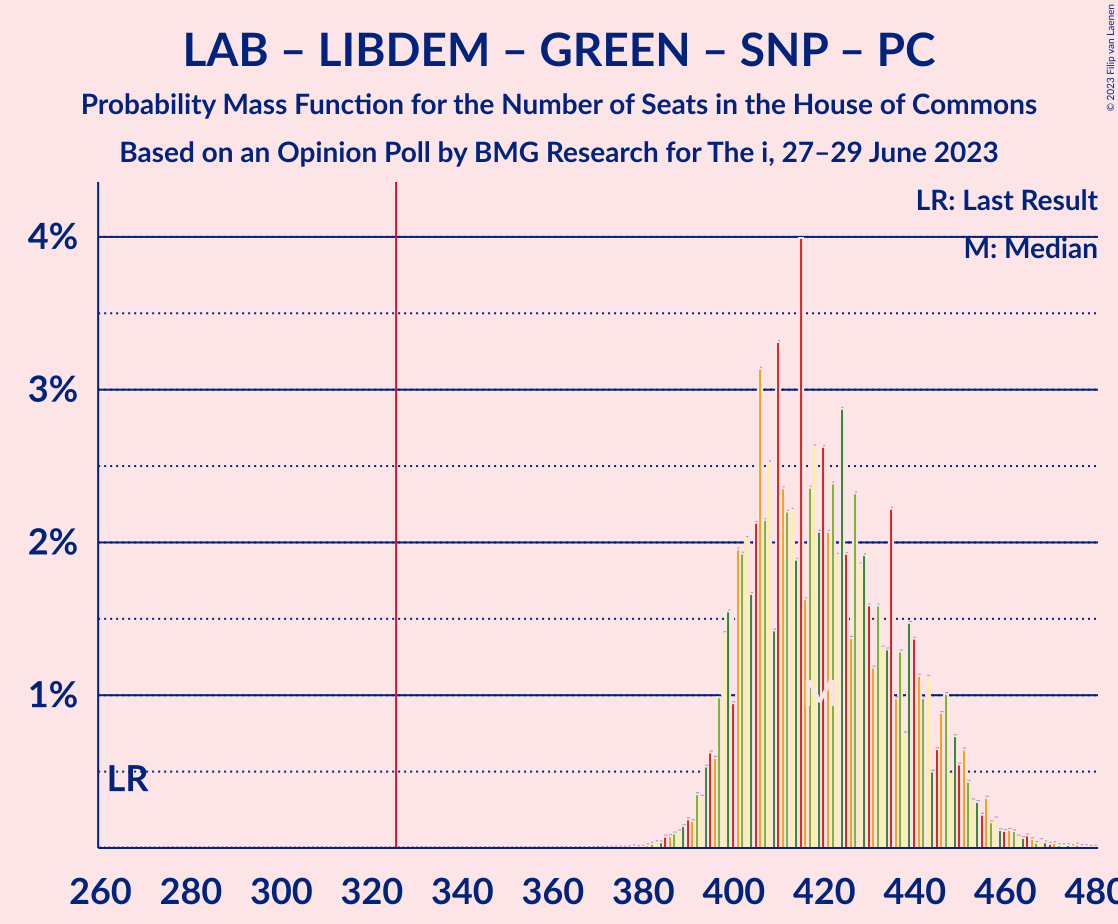 LAB – LIBDEM – GREEN – SNP – PC
Probability Mass Function for the Number of Seats in the House of Commons
Based on an Opinion Poll by BMG Research for The i, 27–29 June 2023
© 2023 Filip van Laenen
LR: Last Result
M: Median
4%
3%
2%
1%
M
LR
260 280 300 320 340 360 380 400 420 440 460 480